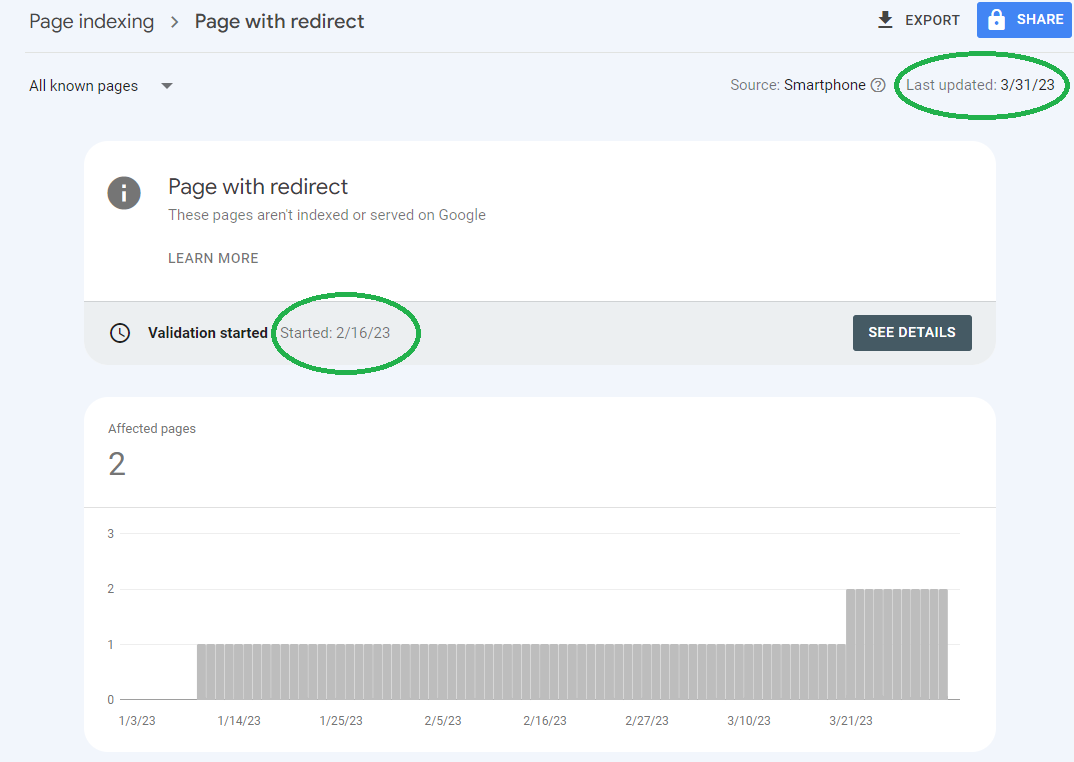 Page indexing > Page with redirect
EXPORT
SHARE
All known pages
Source: Smartphone ?
Last updated: 3/31/23
i
Page with redirect
These pages aren't indexed or served on Google
LEARN MORE
Validation started Started: 2/16/23
SEE DETAILS
Affected pages
2
3
2
1
0
1/3/23 1/14/23 1/25/23 2/5/23 2/16/23 2/27/23 3/10/23 3/21/23